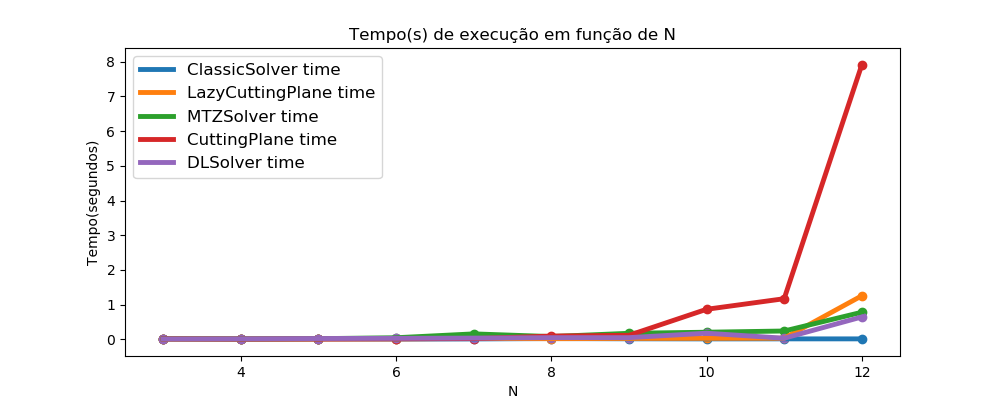 Tempo(s) de execução em função de N
8
7
6
5
4
3
2
1
0
Tempo(segundos)
ClassicSolver time
LazyCuttingPlane time
MTZSolver time
CuttingPlane time
DLSolver time
4 6 8 10 12
N